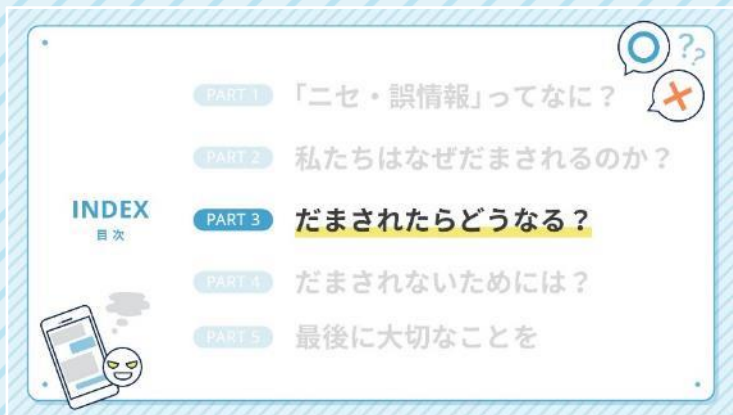 PART 1 「ニセ・誤情報」ってなに？
PART 2 私たちはなぜだまされるのか？
INDEX
目次
PART 3 だまされたらどうなる？
PART 4 だまされないためには？
PART 5 最後に大切なことを
??